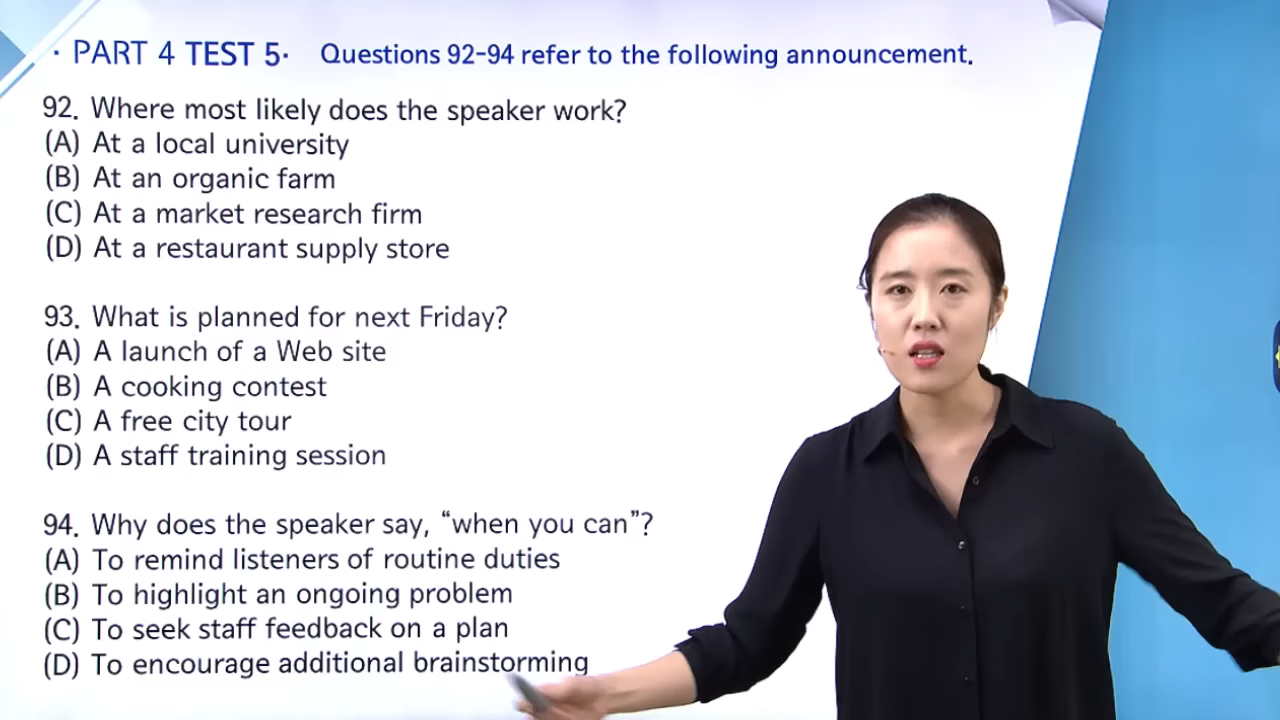 · PART 4 TEST 5· Questions 92-94 refer to the following announcement.
92. Where most likely does the speaker work?
(A) At a local university
(B) At an organic farm
(C) At a market research firm
(D) At a restaurant supply store
93. What is planned for next Friday?
(A) A launch of a Web site
(B) A cooking contest
(C) A free city tour
(D) A staff training session
94. Why does the speaker say, “when you can”?
(A) To remind listeners of routine duties
(B) To highlight an ongoing problem
(C) To seek staff feedback on a plan
(D) To encourage additional brainstorming